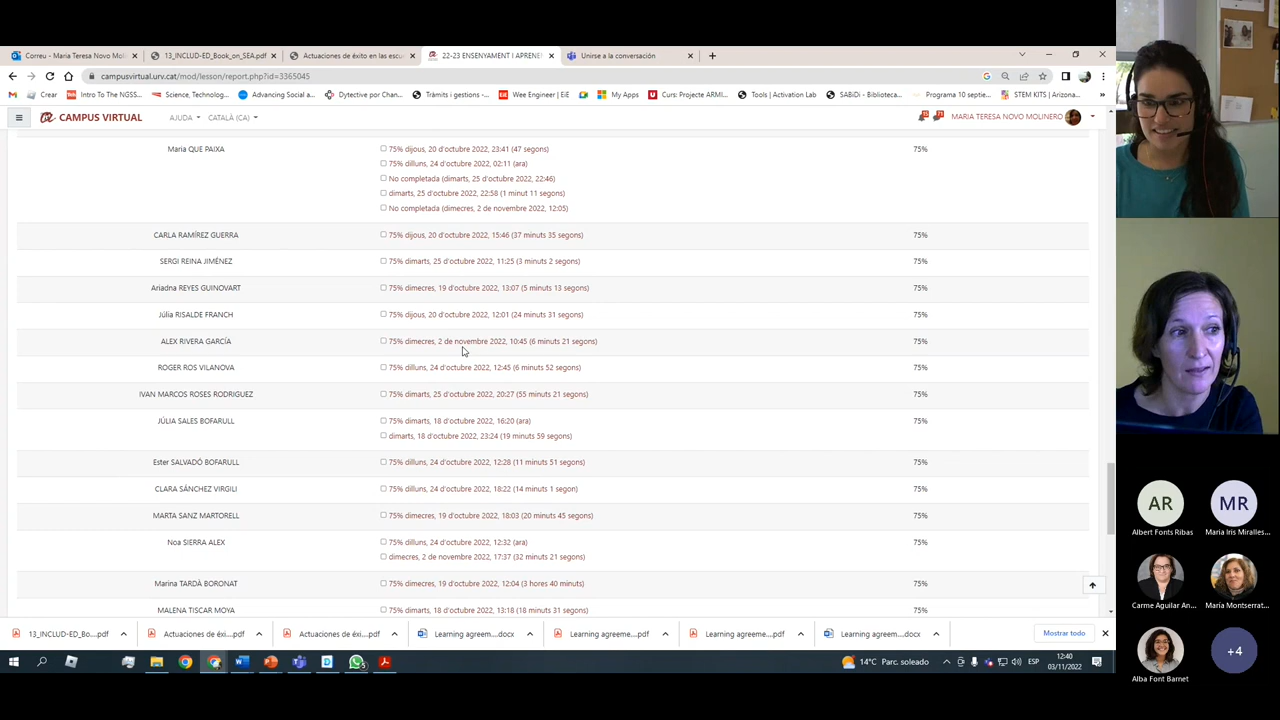 Correu - Maria Teresa Novo Mol
13_INCLUD-ED_Book_on_SEA.pdf
Actuaciones de éxito en las escu
22-23 ENSENYAMENT I APRENE
Unirse a la conversación
campusvirtual.urv.cat/mod/lesson/report.php?id=3365045
Crear
Intro To The NGSS...
Science, Technolog...
Advancing Social a...
Dytective por Chan...
Tràmits i gestions -...
Wee Engineer | EiE
My Apps
Curs: Projecte ARMI...
Tools | Activation Lab
SABiDi - Biblioteca...
Programa 10 septie...
STEM KITS | Arizona...
CAMPUS VIRTUAL
AJUDA
CATALÀ (CA)
MARIA TERESA NOVO MOLINERO
Maria QUE PAIXA
75% dijous, 20 d'octubre 2022, 23:41 (47 segons)
75%
75% dilluns, 24 d'octubre 2022, 02:11 (ara)
No completada (dimarts, 25 d'octubre 2022, 22:46)
dimarts, 25 d'octubre 2022, 22:58 (1 minut 11 segons)
No completada (dimecres, 2 de novembre 2022, 12:05)
CARLA RAMÍREZ GUERRA
75% dijous, 20 d'octubre 2022, 15:46 (37 minuts 35 segons)
75%
SERGI REINA JIMÉNEZ
75% dimarts, 25 d'octubre 2022, 11:25 (3 minuts 2 segons)
75%
Ariadna REYES GUINOVART
75% dimecres, 19 d'octubre 2022, 13:07 (5 minuts 13 segons)
75%
Júlia RISALDE FRANCH
75% dijous, 20 d'octubre 2022, 12:01 (24 minuts 31 segons)
75%
ALEX RIVERA GARCÍA
75% dimecres, 2 de novembre 2022, 10:45 (6 minuts 21 segons)
75%
ROGER ROS VILANOVA
75% dilluns, 24 d'octubre 2022, 12:45 (6 minuts 52 segons)
75%
IVAN MARCOS ROSES RODRIGUEZ
75% dimarts, 25 d'octubre 2022, 20:27 (55 minuts 21 segons)
75%
JÚLIA SALES BOFARULL
75% dimarts, 18 d'octubre 2022, 16:20 (ara)
75%
dimarts, 18 d'octubre 2022, 23:24 (19 minuts 59 segons)
Ester SALVADÓ BOFARULL
75% dilluns, 24 d'octubre 2022, 12:28 (11 minuts 51 segons)
75%
CLARA SÁNCHEZ VIRGILI
75% dilluns, 24 d'octubre 2022, 18:22 (14 minuts 1 segon)
75%
MARTA SANZ MARTORELL
75% dimecres, 19 d'octubre 2022, 18:03 (20 minuts 45 segons)
75%
Noa SIERRA ALEX
75% dilluns, 24 d'octubre 2022, 12:32 (ara)
75%
dimecres, 2 de novembre 2022, 17:37 (32 minuts 21 segons)
Marina TARDÀ BORONAT
75% dimecres, 19 d'octubre 2022, 12:04 (3 hores 40 minuts)
75%
MALENA TISCAR MOYA
75% dimarts, 18 d'octubre 2022, 13:18 (18 minuts 31 segons)
75%
13_INCLUD-ED_Bo....pdf
Actuaciones de éxi....pdf
Actuaciones de éxi....pdf
Learning agreem....docx
Learning agreeme....pdf
Learning agreeme....pdf
Learning agreem....docx
Mostrar todo
14°C Parc. soleado
ESP
12:40
03/11/2022
AR
MR
Albert Fonts Ribas
Maria Iris Miralles...
Carme Aguilar An...
María Montserrat...
+4
Alba Font Barnet